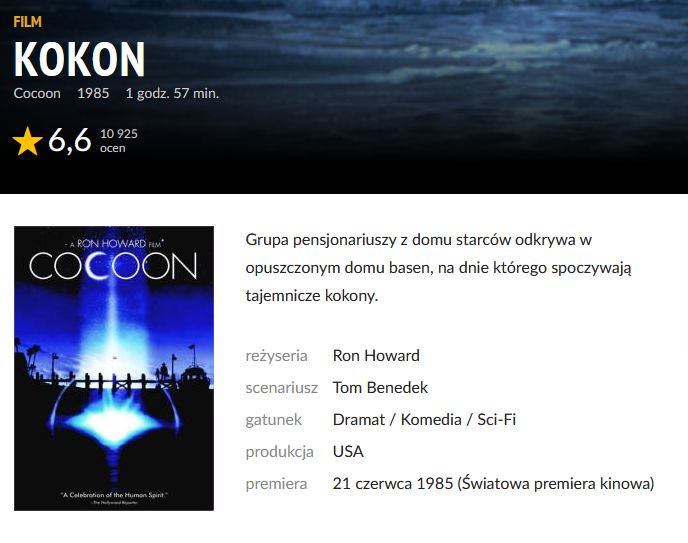 FILM
KOKON
Cocoon 1985 1 godz. 57 min.
6,6 10 925 ocen
- A RON HOWARD FILM -
COCOON
"A Celebration of the Human Spirit."
- The Hollywood Reporter
Grupa pensjonariuszy z domu starców odkrywa w
opuszczonym domu basen, na dnie którego spoczywają
tajemnicze kokony.
reżyseria Ron Howard
scenariusz Tom Benedek
gatunek Dramat / Komedia / Sci-Fi
produkcja USA
premiera 21 czerwca 1985 (Światowa premiera kinowa)